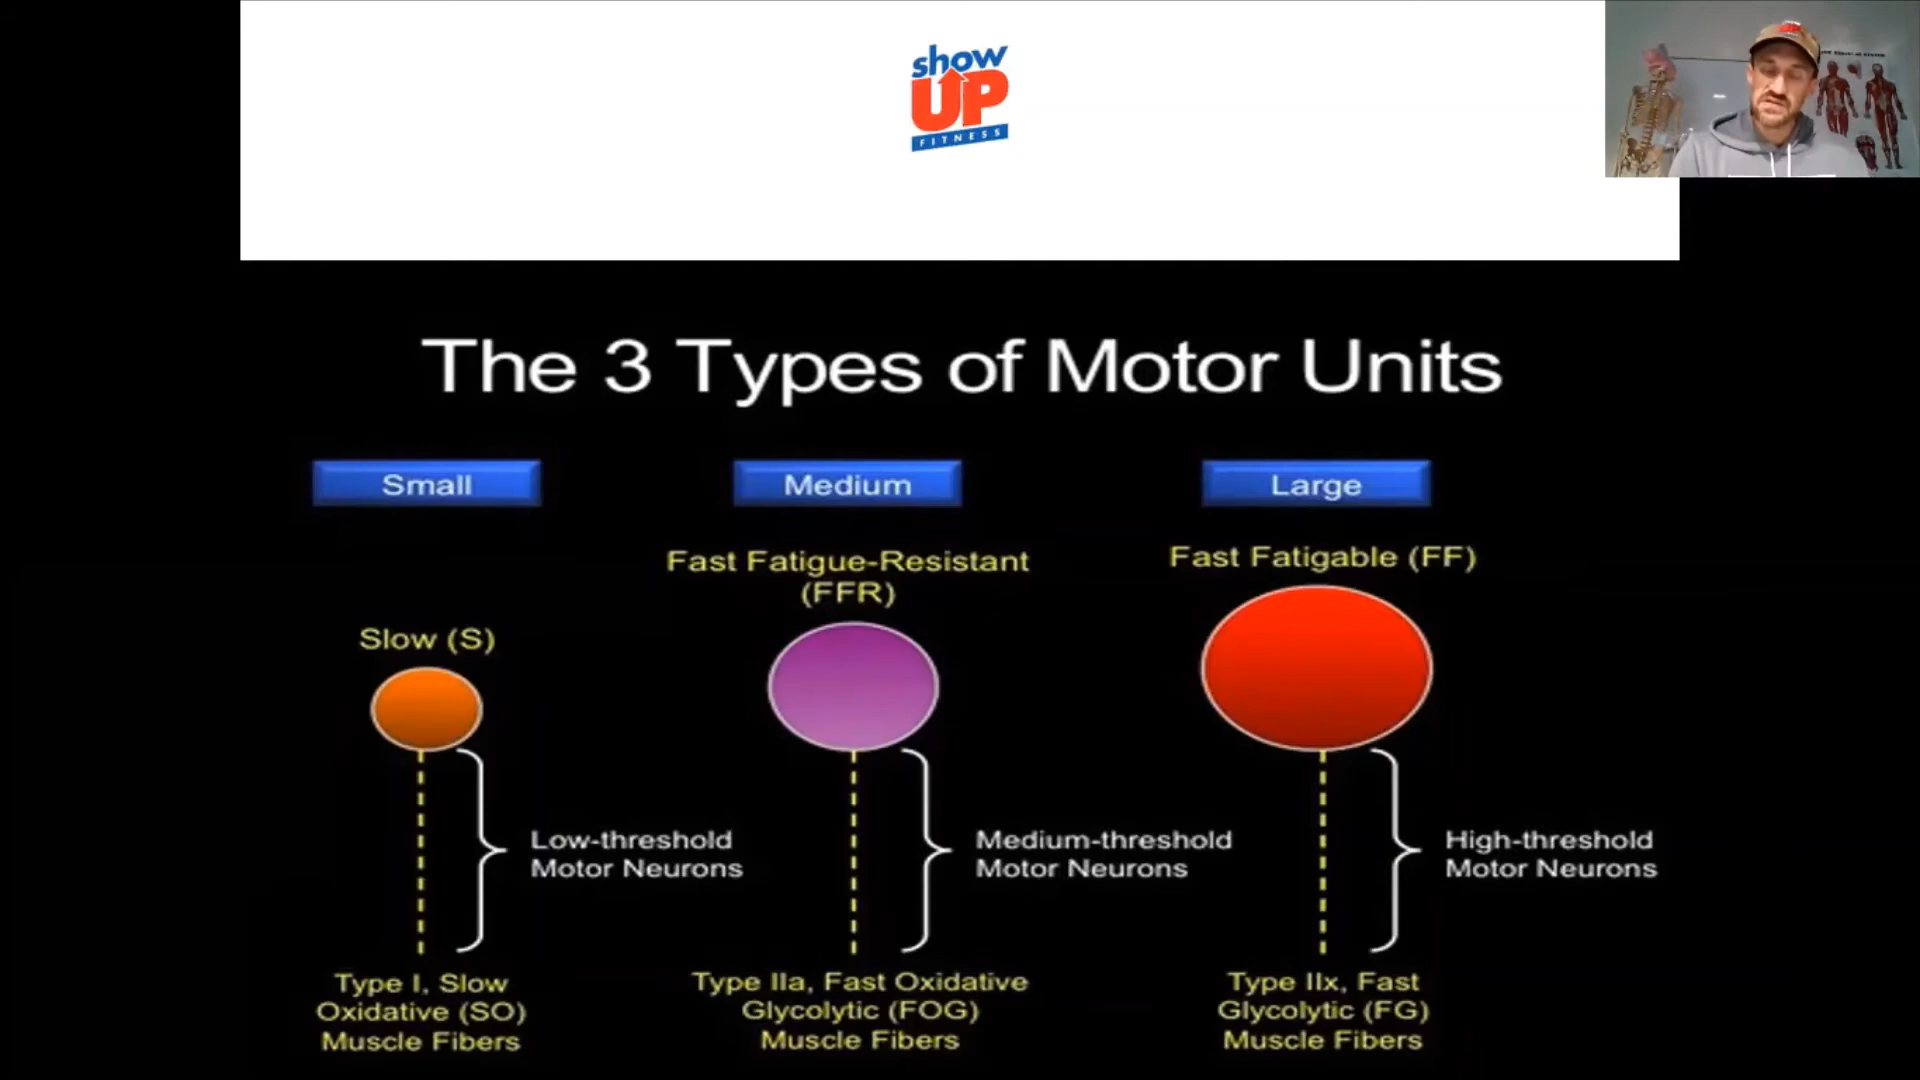 show
UP
FITNESS
The 3 Types of Motor Units
Small
Medium
Large
Fast Fatigue-Resistant
(FFR)
Fast Fatigable (FF)
Slow (S)
Low-threshold
Motor Neurons
Medium-threshold
Motor Neurons
High-threshold
Motor Neurons
Type I, Slow
Oxidative (SO)
Muscle Fibers
Type IIa, Fast Oxidative
Glycolytic (FOG)
Muscle Fibers
Type IIx, Fast
Glycolytic (FG)
Muscle Fibers